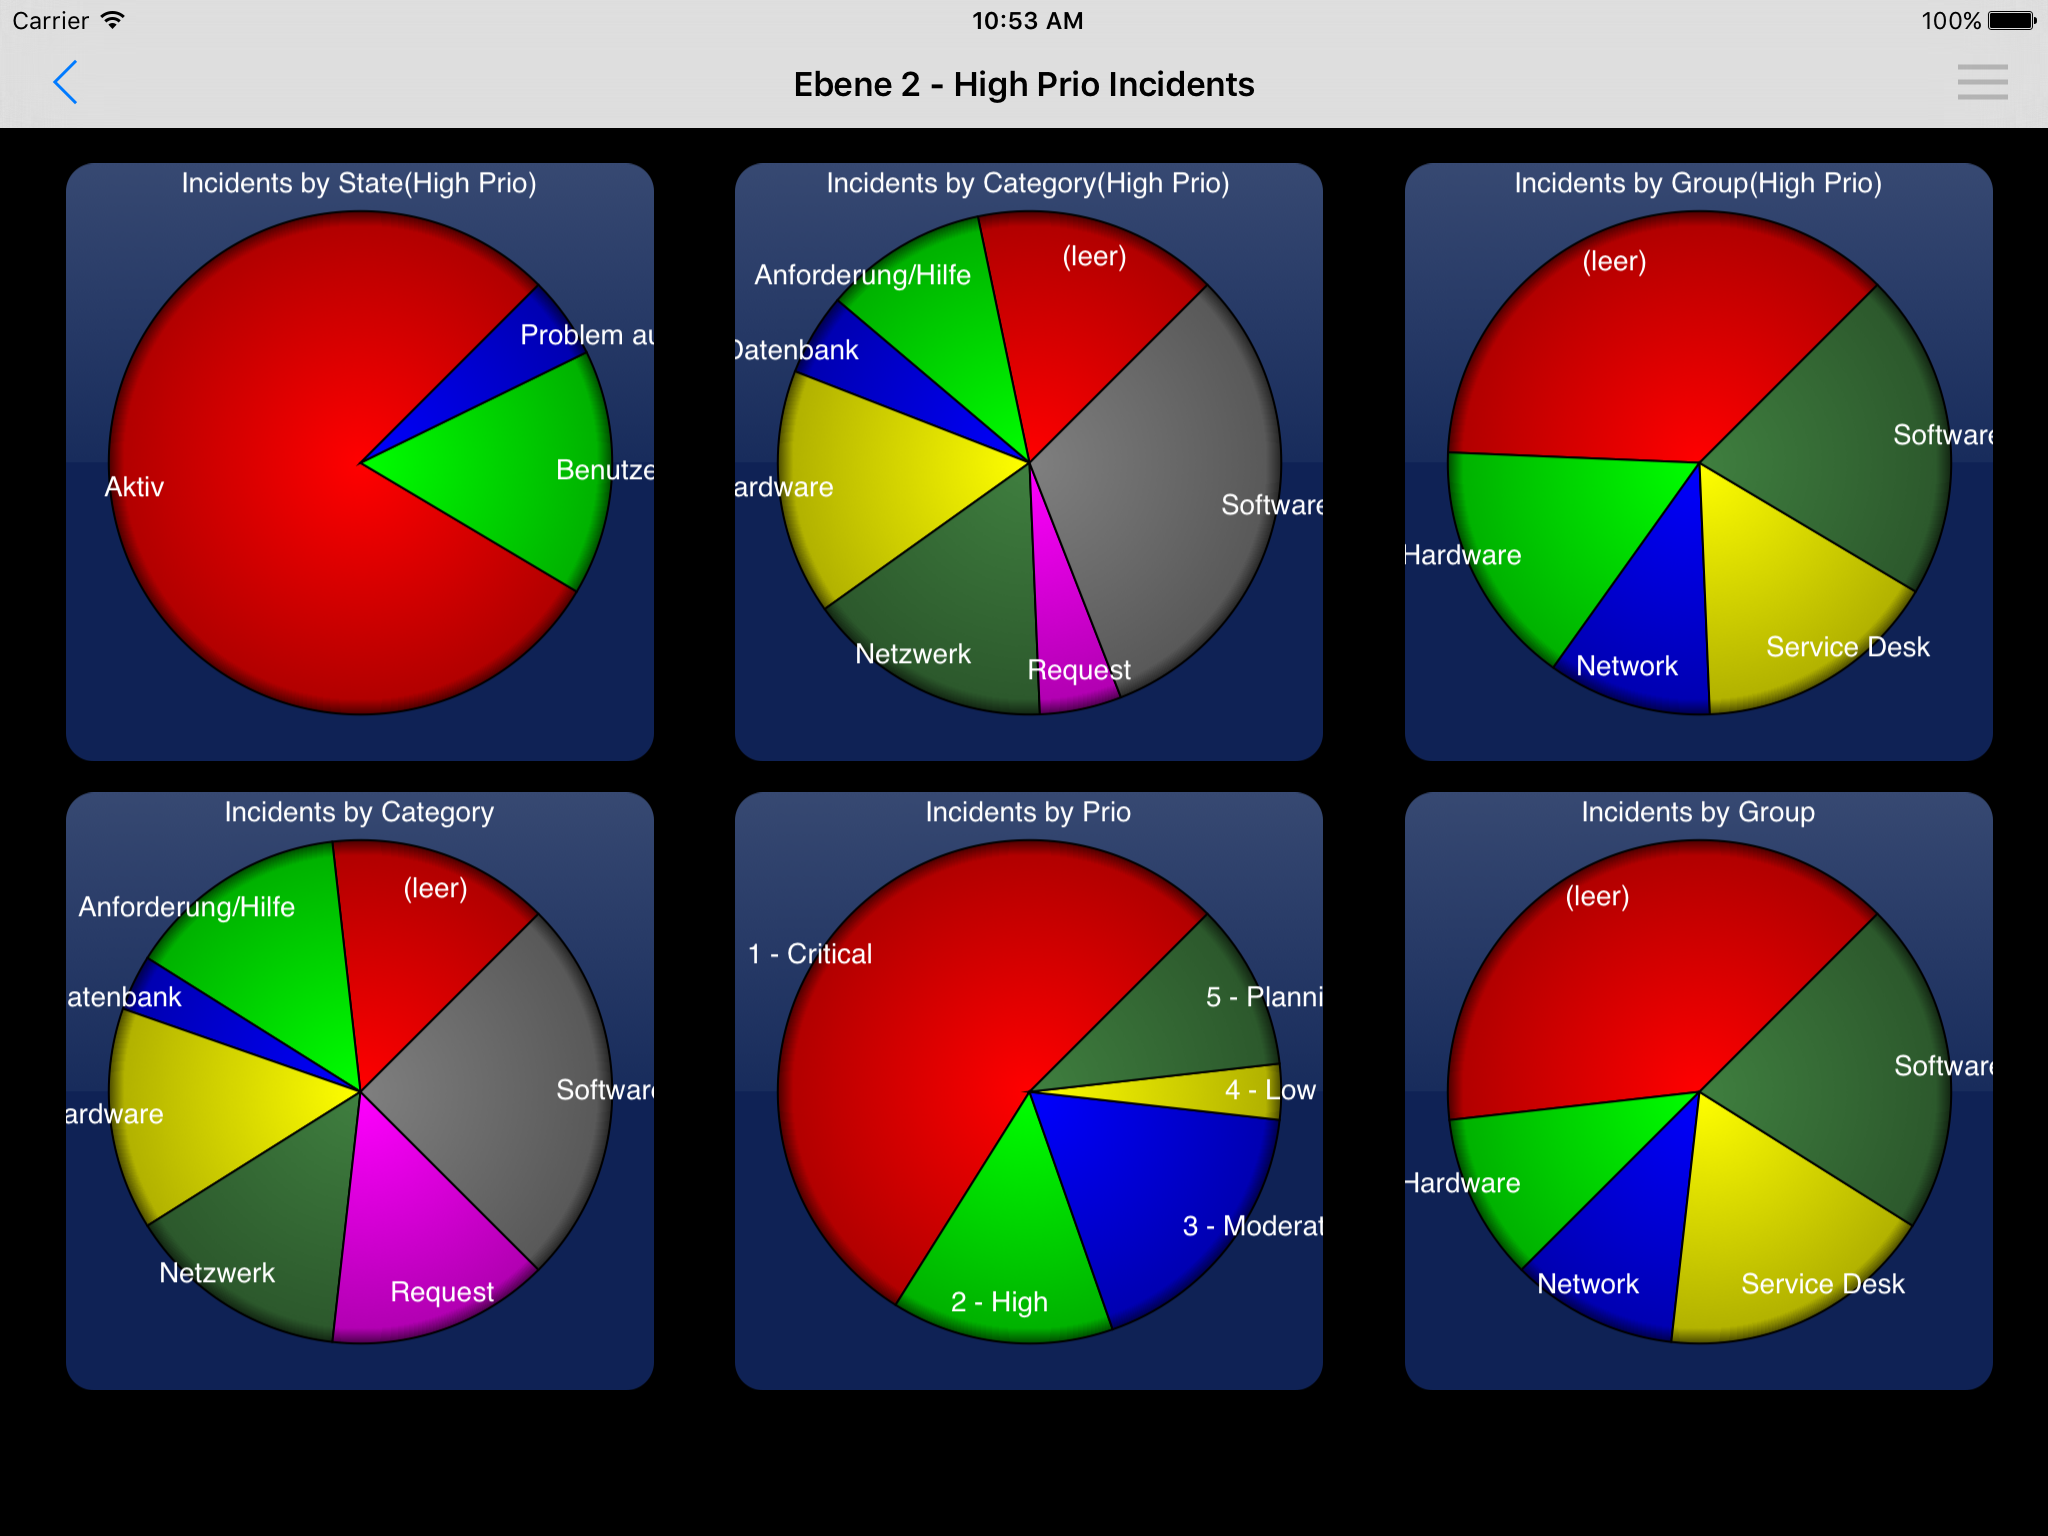 Carrier 10:53 AM 100%
Ebene 2 - High Prio Incidents
Incidents by State(High Prio)
Problem au
Benutze
Aktiv
Incidents by Category(High Prio)
(leer)
Anforderung/Hilfe
Datenbank
ardware
Software
Netzwerk
Request
Incidents by Group(High Prio)
(leer)
Software
Hardware
Service Desk
Network
Incidents by Category
(leer)
Anforderung/Hilfe
atenbank
Software
ardware
Netzwerk
Request
Incidents by Prio
1 - Critical
5 - Planni
4 - Low
3 - Moderat
2 - High
Incidents by Group
(leer)
Software
Hardware
Network
Service Desk